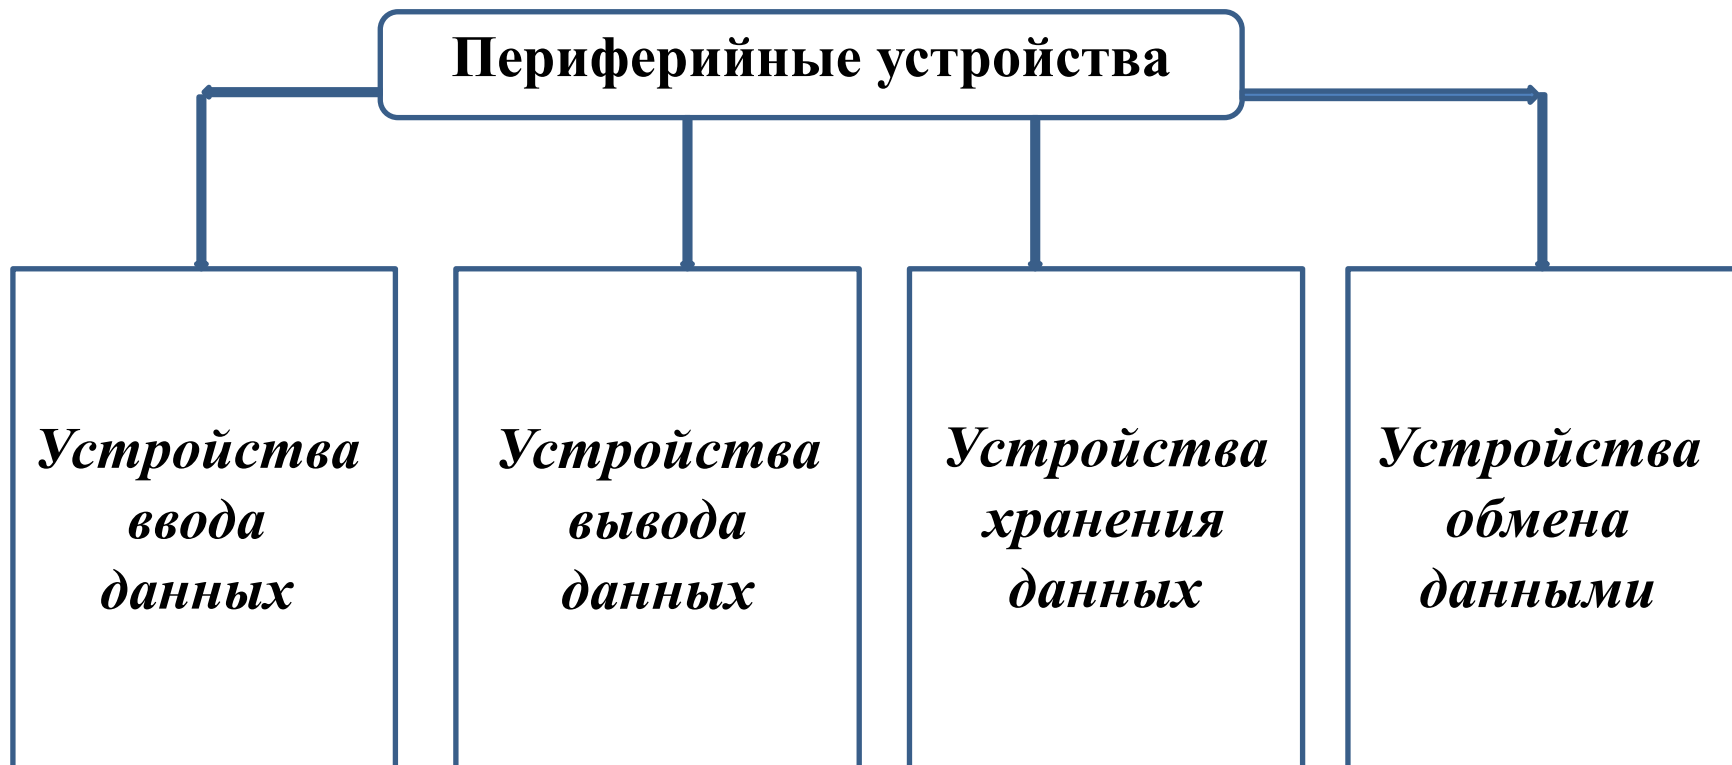 Периферийные устройства
Устройства
ввода
данных
Устройства
вывода
данных
Устройства
хранения
данных
Устройства
обмена
данными